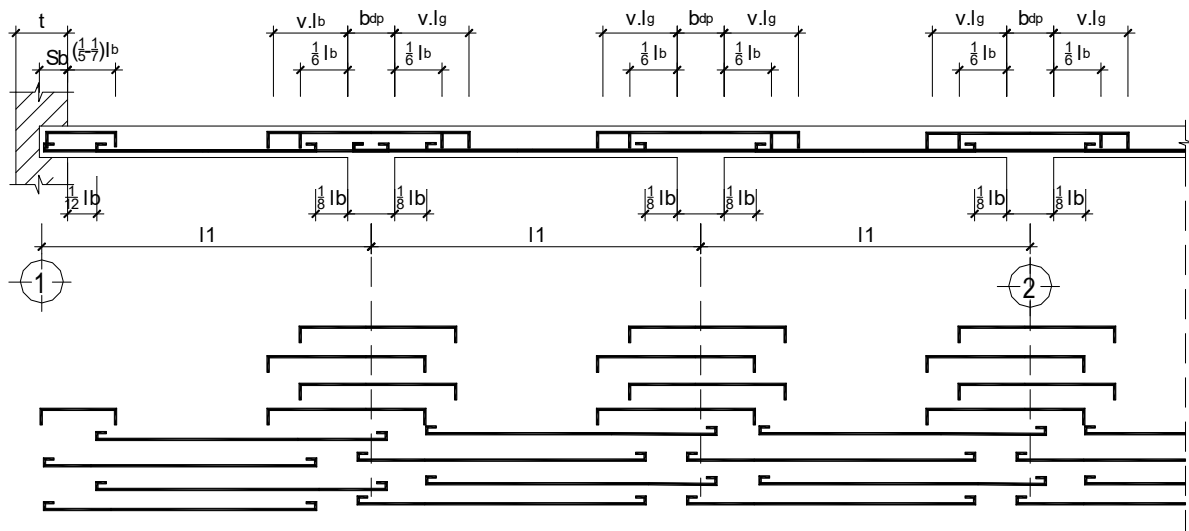 t v.lb bdp v.lg v.lg bdp v.lg v.lg bdp v.lg
Sb (1/5-1/7)lb 1/6 lb 1/6 lb 1/6 lb 1/6 lb 1/6 lb 1/6 lb
1/12 lb 1/8 lb 1/8 lb 1/8 lb 1/8 lb 1/8 lb 1/8 lb
l1 l1 l1
1 2